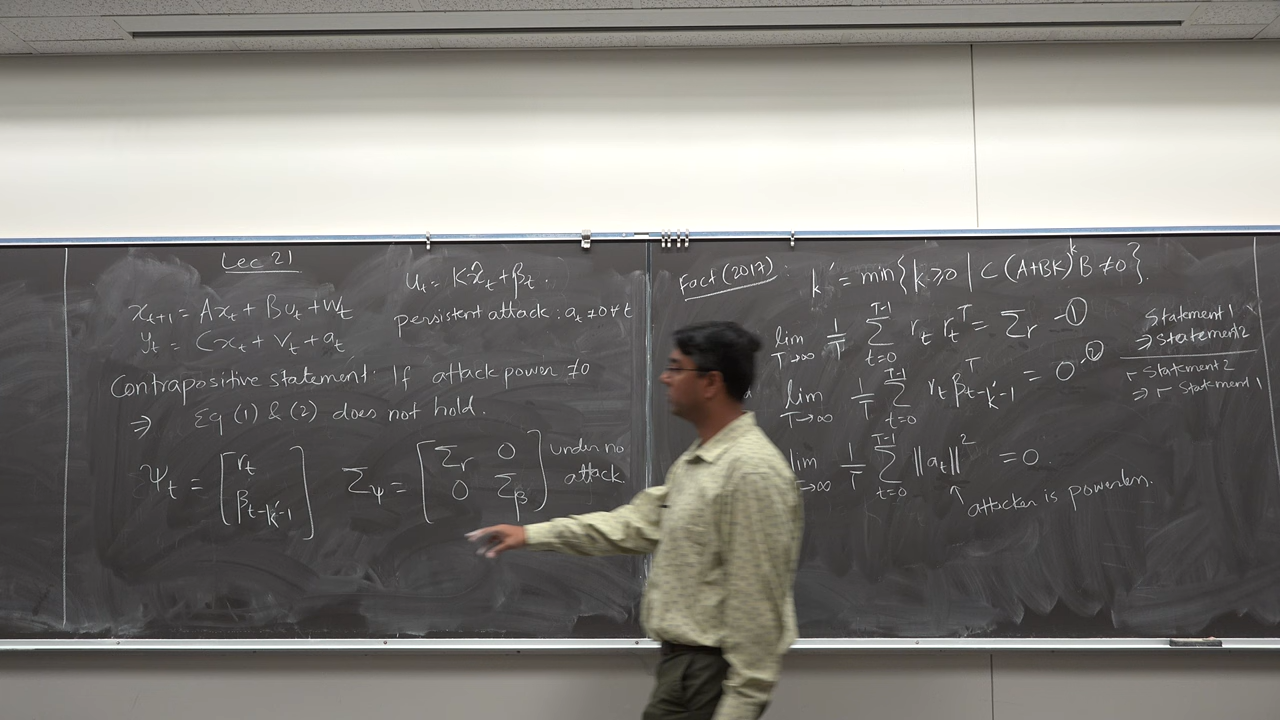 Lec 21
x_{t+1} = Ax_t + Bu_t + w_t
y_t = Cx_t + v_t + a_t
u_t = Kx̂_t + β_t.
persistent attack: a_t ≠ 0 ∀ t
Contrapositive statement: If attack power ≠ 0
⇒ Eq (1) & (2) does not hold.
Ψ_t = [r_t
β_{t-k'-1}]
Σ_Ψ = [Σ_r 0
0 Σ_β] under no
attack.
Fact (2017): k' = min{k ≥ 0 | C(A+BK)^k B ≠ 0}.
lim_{T→∞} 1/T Σ_{t=0}^{T-1} r_t r_t^T = Σ_r - ①
lim_{T→∞} 1/T Σ_{t=0}^{T-1} r_t β_{t-k'-1}^T = 0 - ②
lim_{T→∞} 1/T Σ_{t=0}^{T-1} ||a_t||^2 = 0
↑ attacker is powerless.
Statement 1
⇒ Statement 2
¬ Statement 2
⇒ ¬ Statement 1